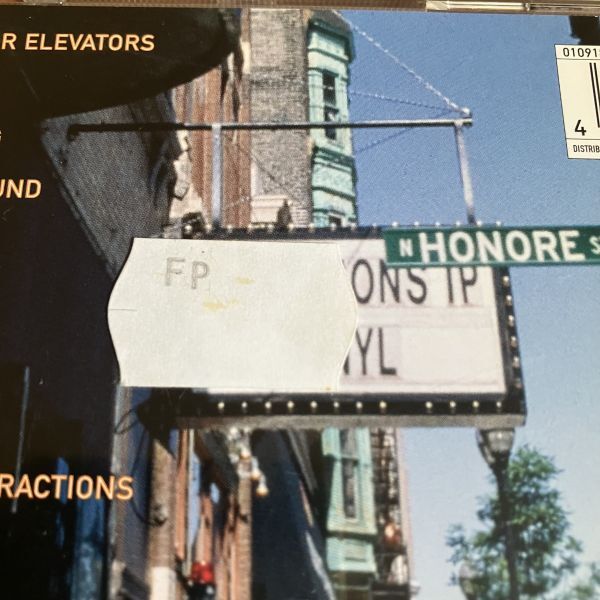 R ELEVATORS
G
UND
RACTIONS
01091
4
DISTRIB
N HONORE S
FP
ONS IP
YL